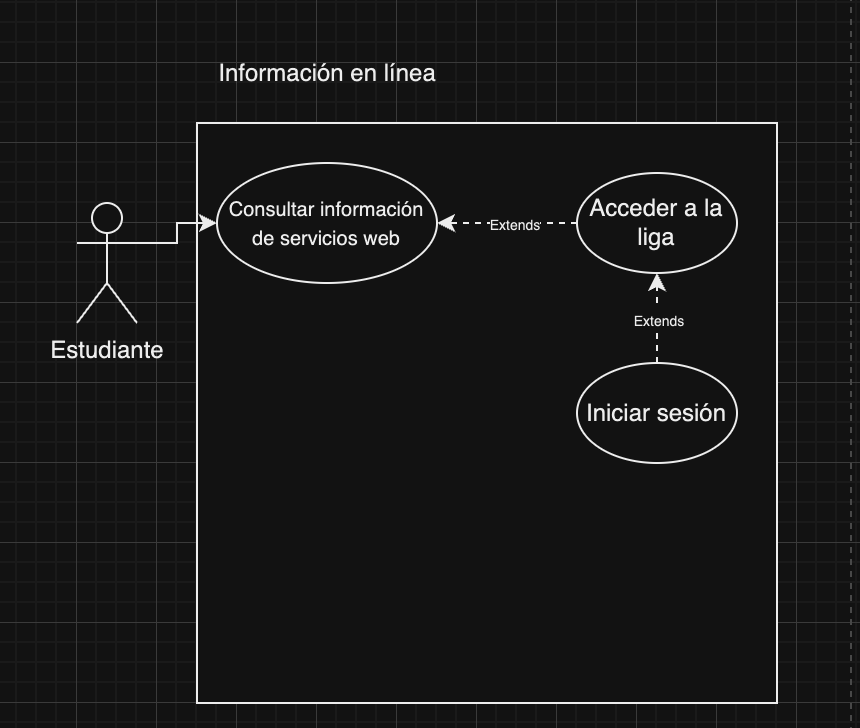 Información en línea
Consultar información
de servicios web
Extends
Acceder a la
liga
Extends
Estudiante
Iniciar sesión